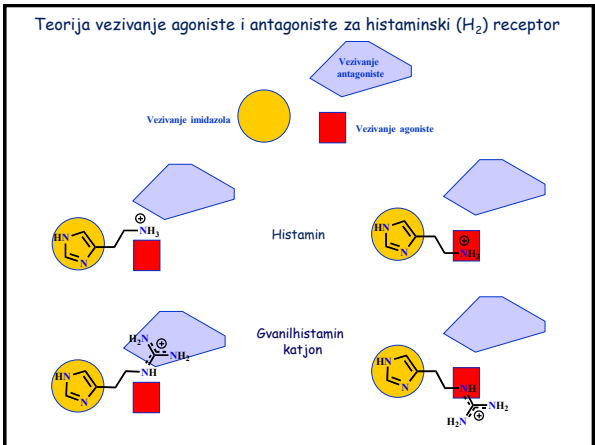 Teorija vezivanje agoniste i antagoniste za histaminski (H₂) receptor
Vezivanje
antagoniste
Vezivanje imidazola
Vezivanje agoniste
HN
N
⊕
NH₃
Histamin
HN
N
⊕
NH₃
H₂N
⊕
NH₂
NH
HN
N
Gvanilhistamin
katjon
HN
N
NH
NH₂
H₂N
⊕